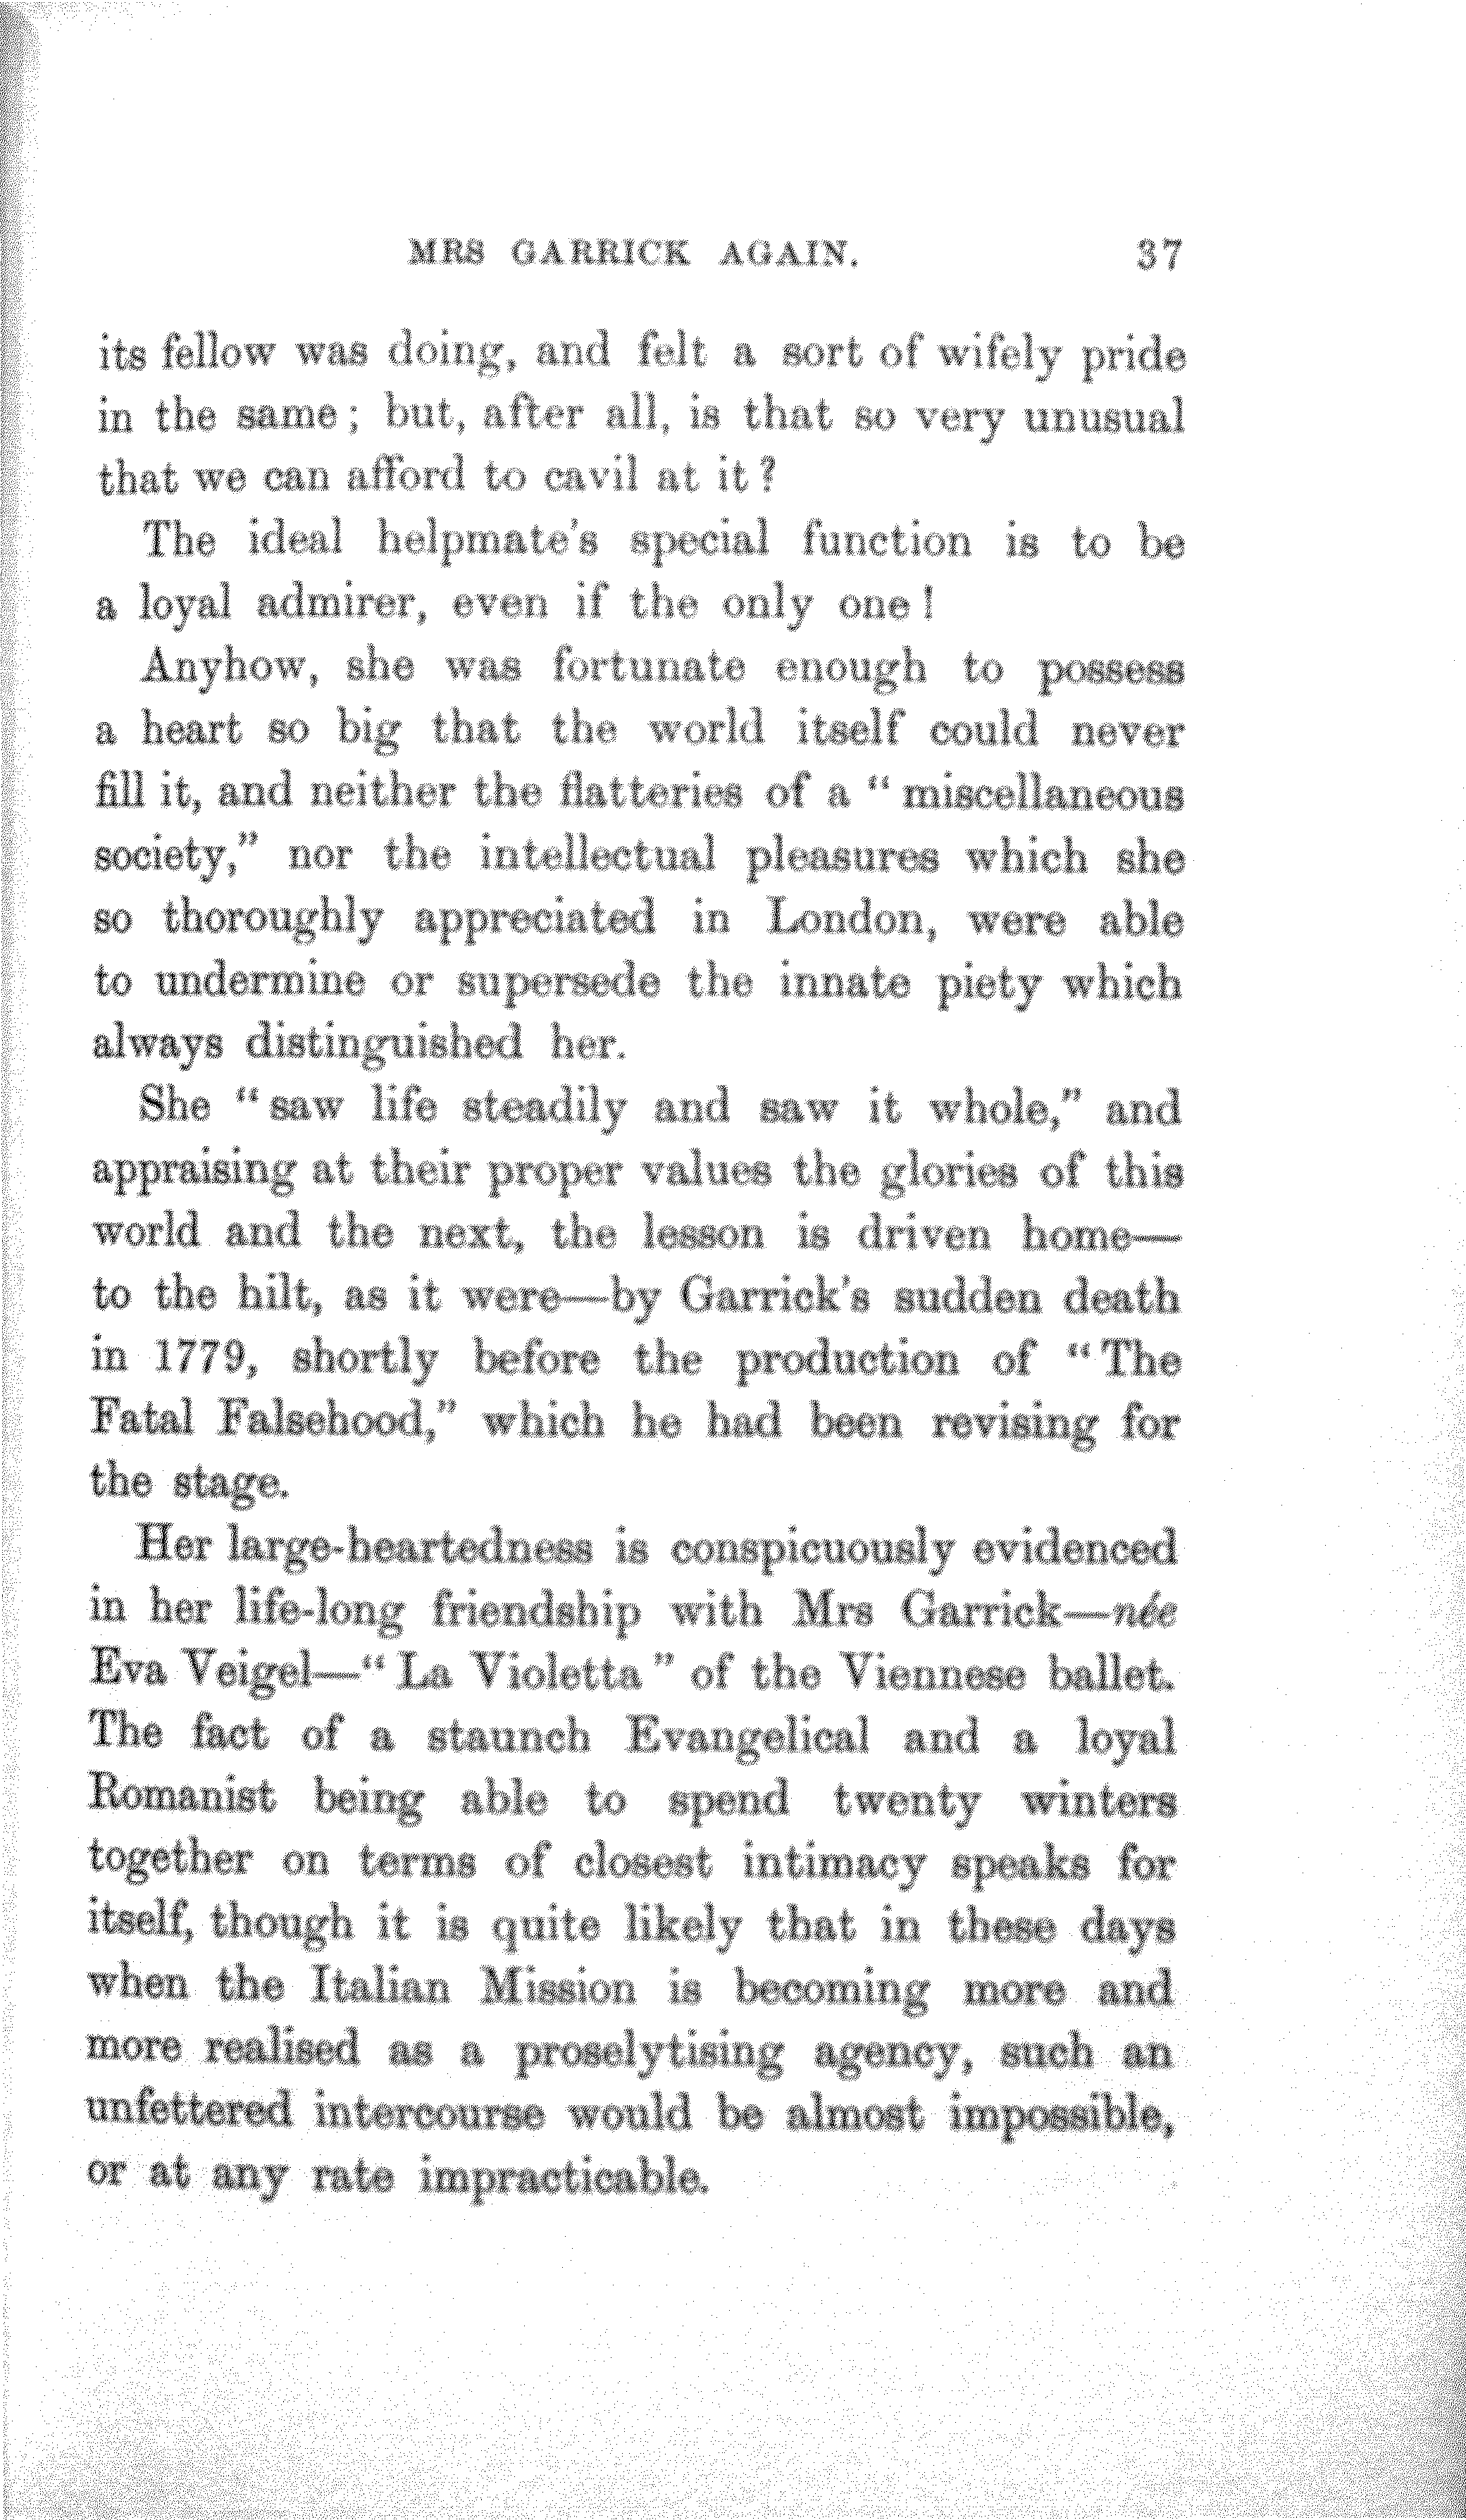 MRS GARRICK AGAIN. 37
its fellow was doing, and felt a sort of wifely pride
in the same; but, after all, is that so very unusual
that we can afford to cavil at it?
The ideal helpmate's special function is to be
a loyal admirer, even if the only one!
Anyhow, she was fortunate enough to possess
a heart so big that the world itself could never
fill it, and neither the flatteries of a "miscellaneous
society," nor the intellectual pleasures which she
so thoroughly appreciated in London, were able
to undermine or supersede the innate piety which
always distinguished her.
She "saw life steadily and saw it whole," and
appraising at their proper values the glories of this
world and the next, the lesson is driven home—
to the hilt, as it were—by Garrick's sudden death
in 1779, shortly before the production of "The
Fatal Falsehood," which he had been revising for
the stage.
Her large-heartedness is conspicuously evidenced
in her life-long friendship with Mrs Garrick—née
Eva Veigel—"La Violetta" of the Viennese ballet.
The fact of a staunch Evangelical and a loyal
Romanist being able to spend twenty winters
together on terms of closest intimacy speaks for
itself, though it is quite likely that in these days
when the Italian Mission is becoming more and
more realised as a proselytising agency, such an
unfettered intercourse would be almost impossible,
or at any rate impracticable.